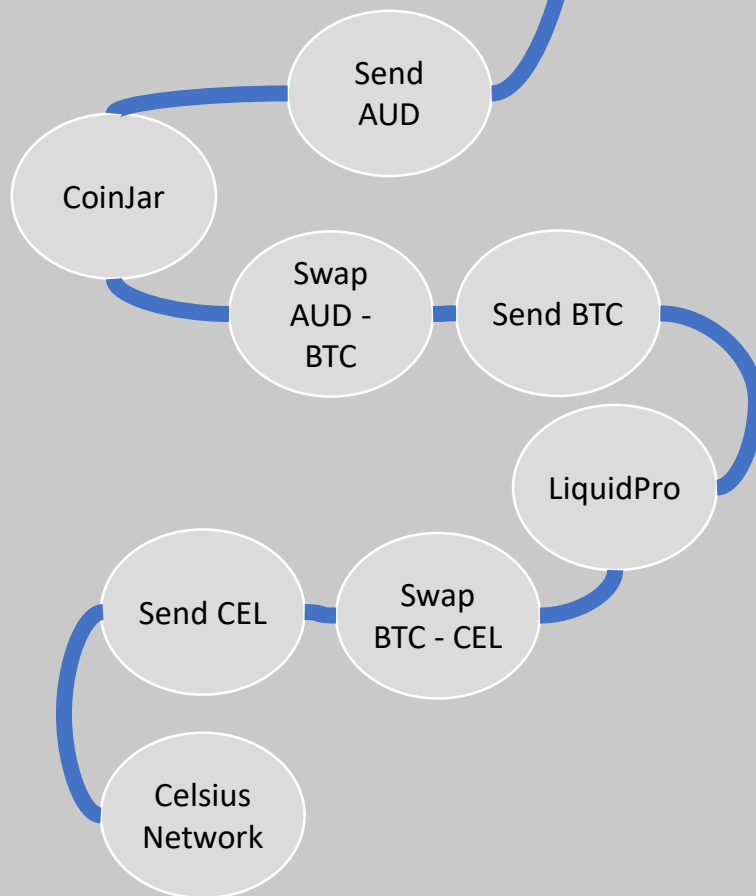 Send
AUD
CoinJar
Swap
AUD -
BTC
Send BTC
LiquidPro
Swap
BTC - CEL
Send CEL
Celsius
Network